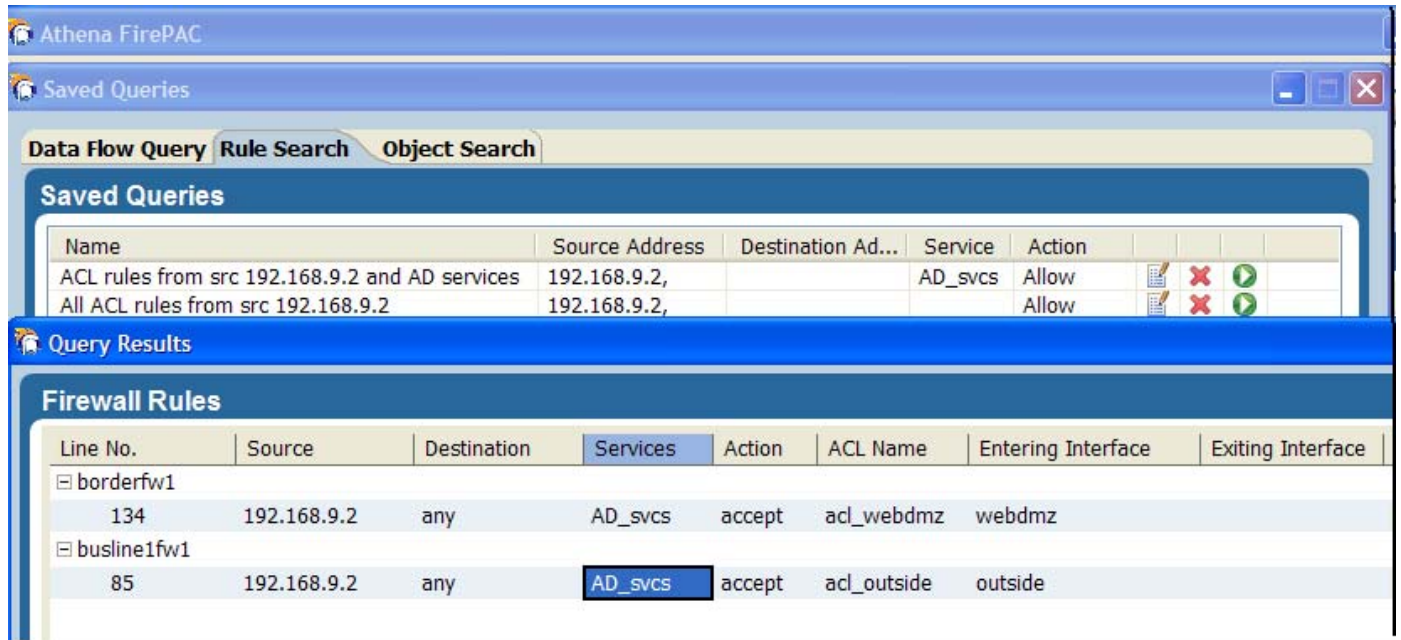 Athena FirePAC
Saved Queries
Data Flow Query Rule Search Object Search
Saved Queries
Name Source Address Destination Ad... Service Action
ACL rules from src 192.168.9.2 and AD services 192.168.9.2, AD_svcs Allow
All ACL rules from src 192.168.9.2 192.168.9.2, Allow
Query Results
Firewall Rules
Line No. Source Destination Services Action ACL Name Entering Interface Exiting Interface
borderfw1
134 192.168.9.2 any AD_svcs accept acl_webdmz webdmz
busline1fw1
85 192.168.9.2 any AD_svcs accept acl_outside outside